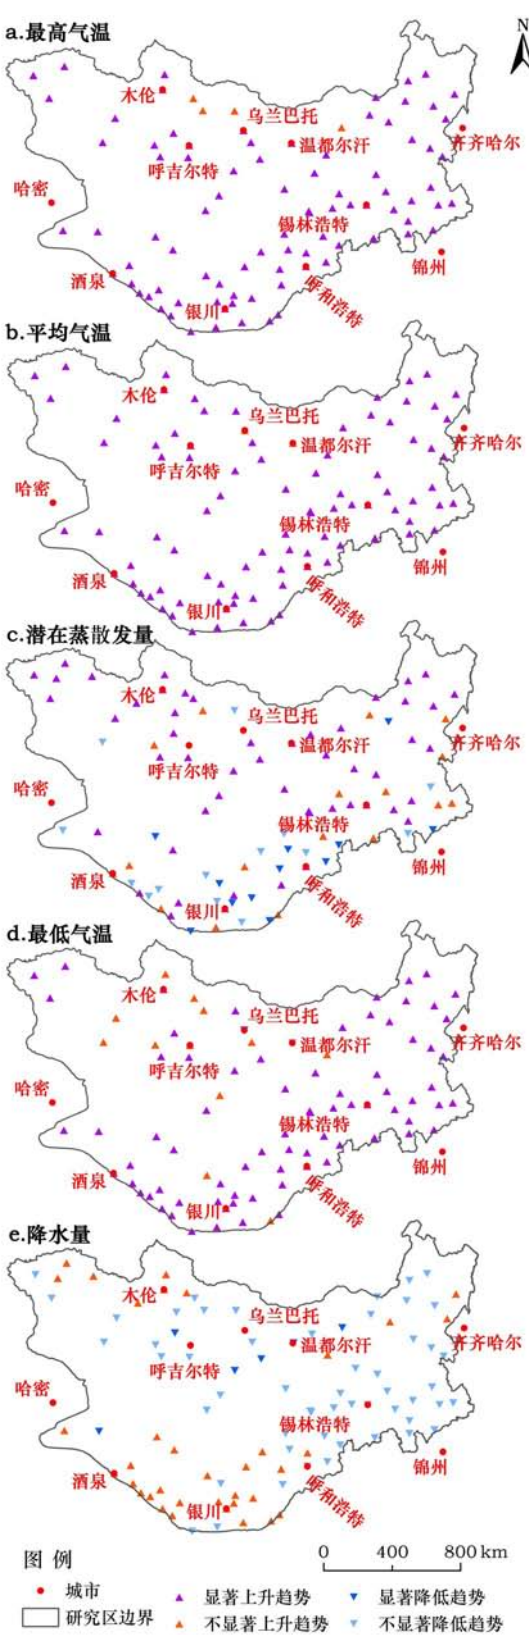 a.最高气温
N
木伦
乌兰巴托
温都尔汗
齐齐哈尔
呼吉尔特
哈密
锡林浩特
锦州
酒泉
呼和浩特
银川
b.平均气温
木伦
乌兰巴托
温都尔汗
齐齐哈尔
呼吉尔特
哈密
锡林浩特
锦州
酒泉
呼和浩特
银川
c.潜在蒸散发量
木伦
乌兰巴托
温都尔汗
齐齐哈尔
呼吉尔特
哈密
锡林浩特
锦州
酒泉
呼和浩特
银川
d.最低气温
木伦
乌兰巴托
温都尔汗
齐齐哈尔
呼吉尔特
哈密
锡林浩特
锦州
酒泉
呼和浩特
银川
e.降水量
木伦
乌兰巴托
温都尔汗
齐齐哈尔
呼吉尔特
哈密
锡林浩特
锦州
酒泉
呼和浩特
银川
图 例
0 400 800 km
城市 显著上升趋势 显著降低趋势
研究区边界 不显著上升趋势 不显著降低趋势